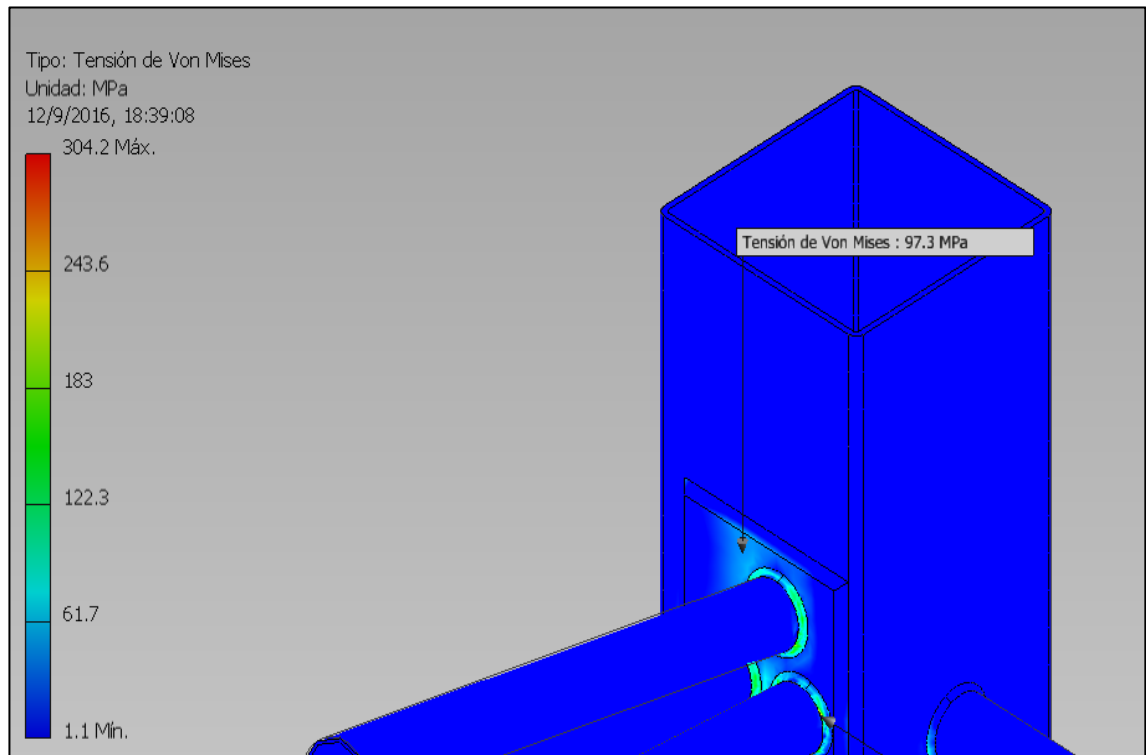 Tipo: Tensión de Von Mises
Unidad: MPa
12/9/2016, 18:39:08
304.2 Máx.
243.6
183
122.3
61.7
1.1 Mín.
Tensión de Von Mises : 97.3 MPa